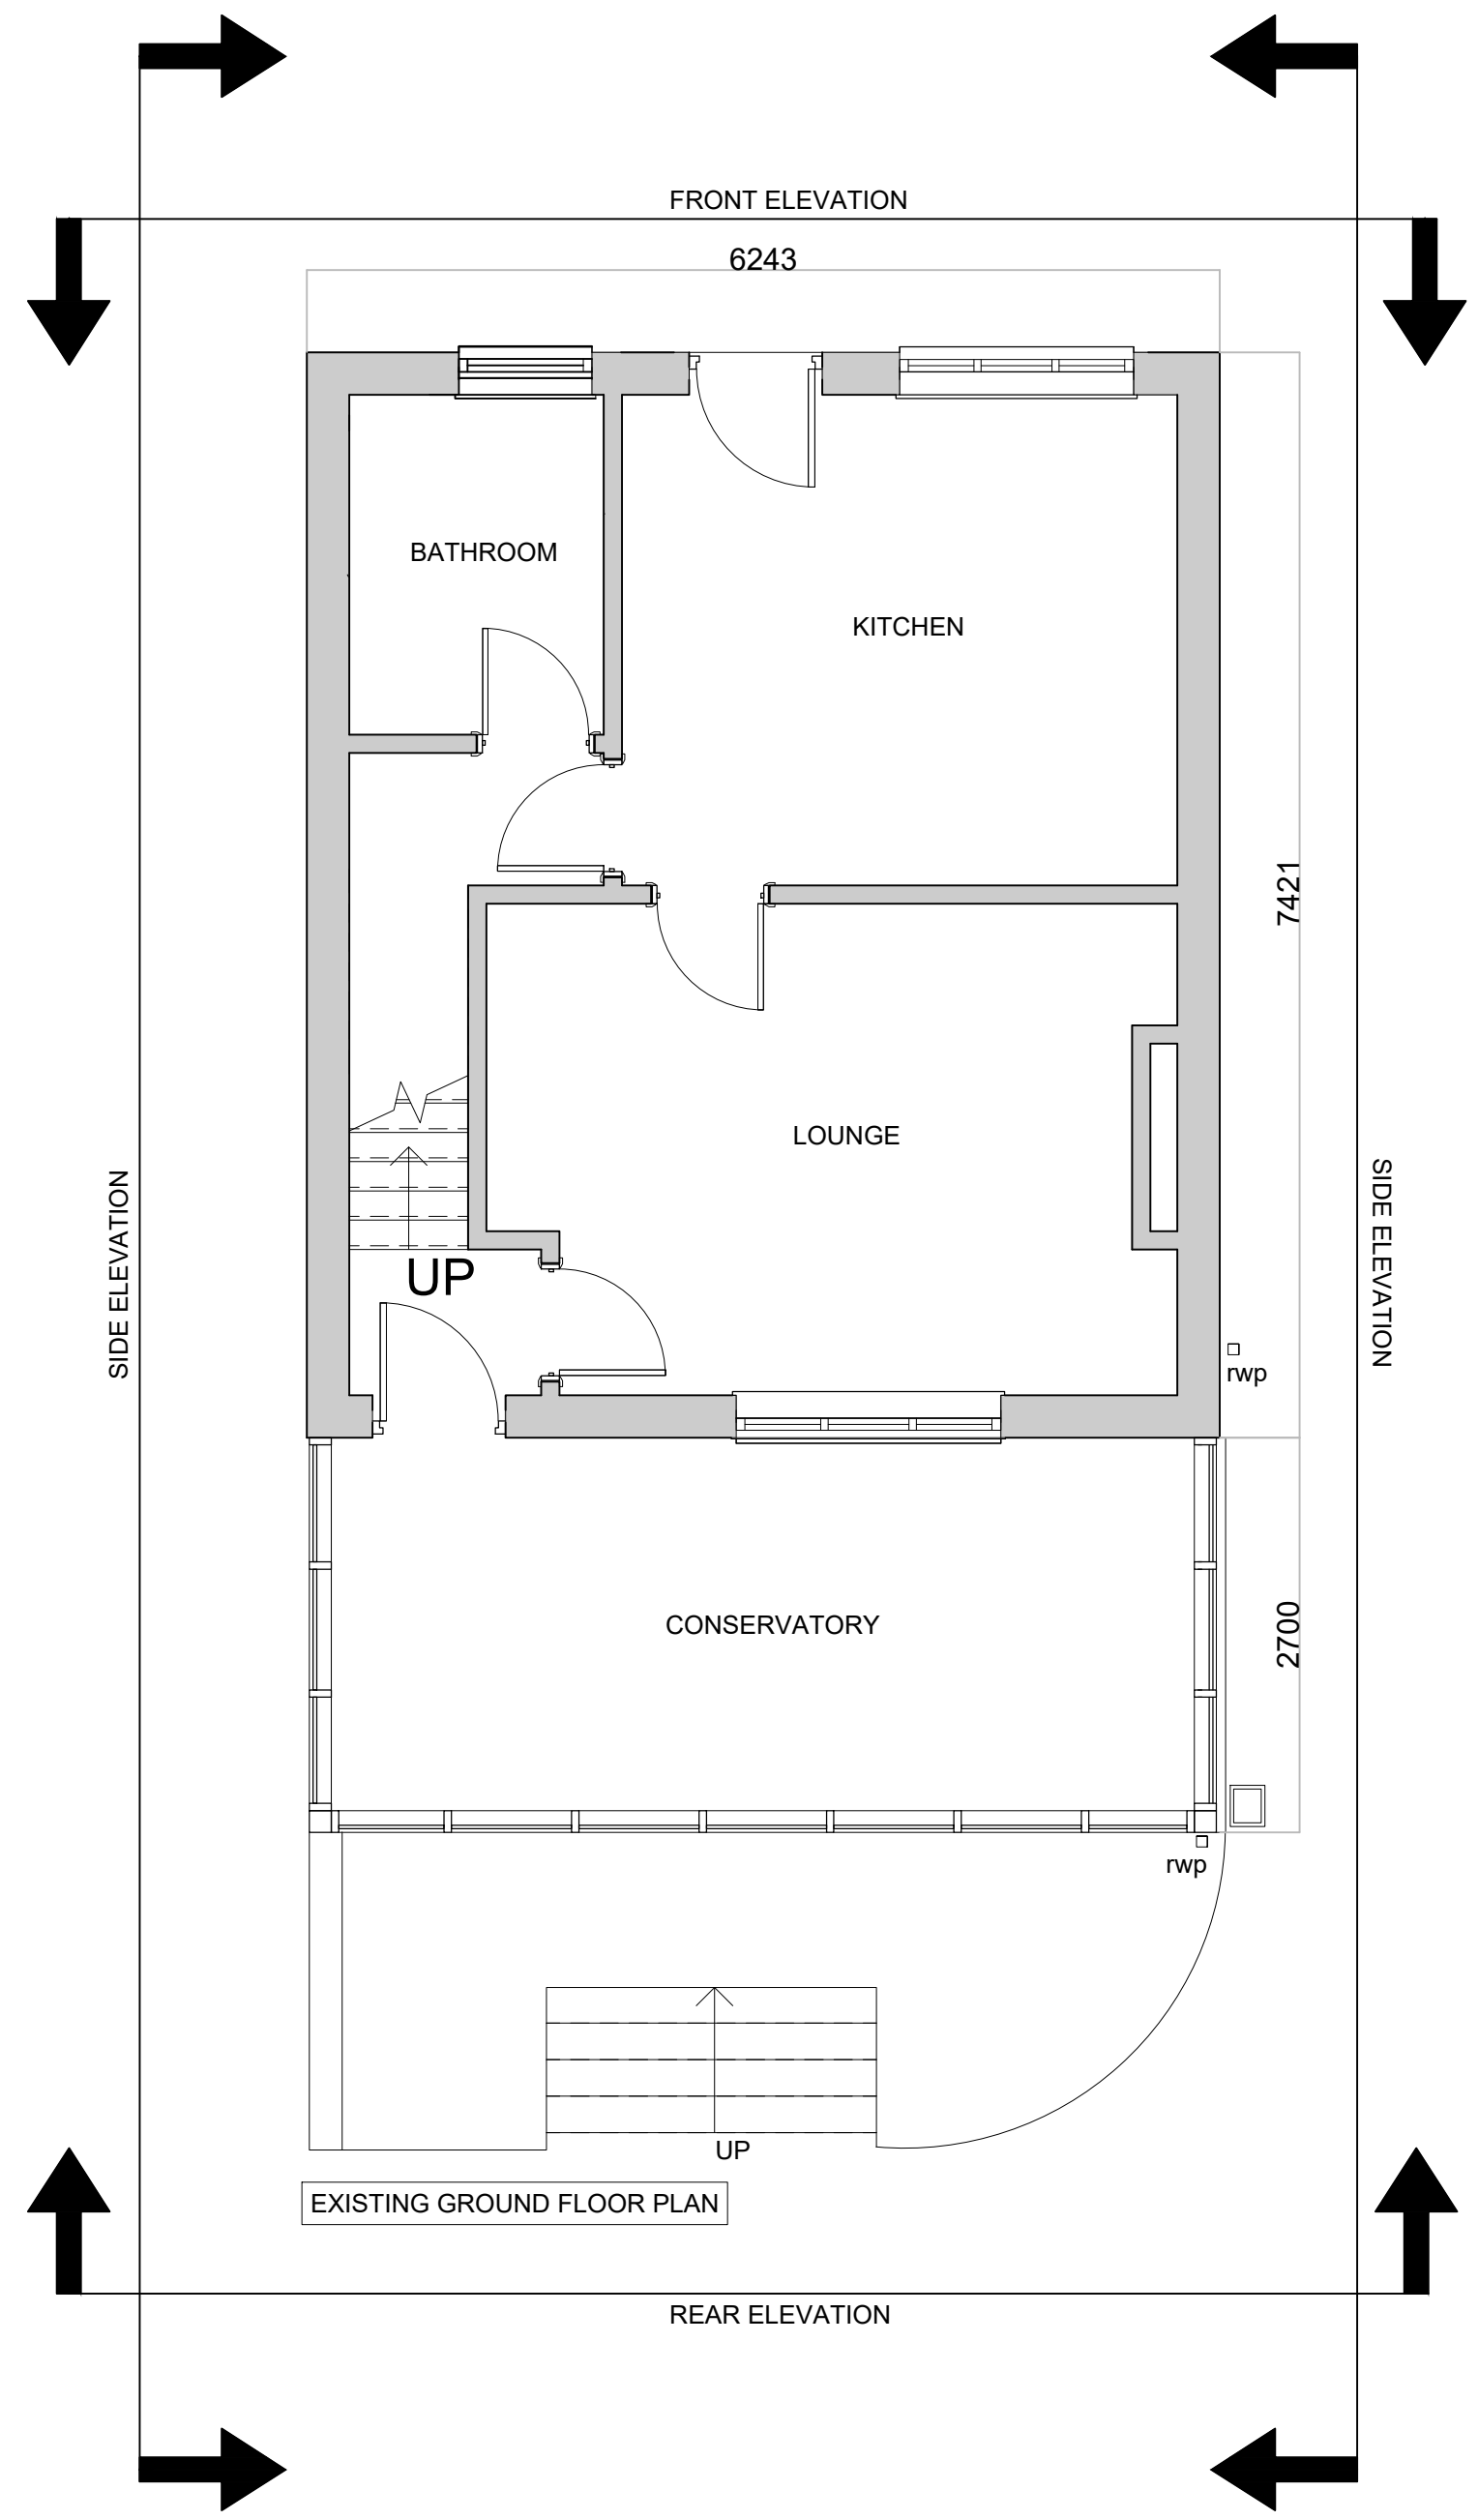 FRONT ELEVATION
6243
BATHROOM
KITCHEN
7421
LOUNGE
SIDE ELEVATION
SIDE ELEVATION
UP
rwp
CONSERVATORY
2700
rwp
UP
EXISTING GROUND FLOOR PLAN
REAR ELEVATION